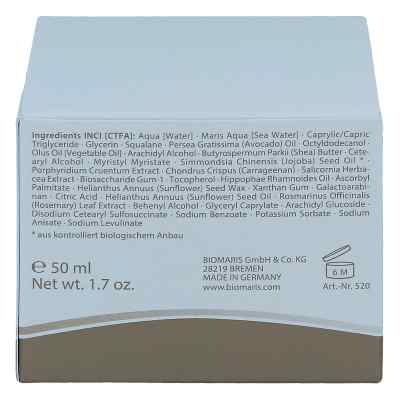 Ingredients INCI [CTFA]: Aqua [Water] · Maris Aqua [Sea Water] · Caprylic/Capric
Triglyceride · Glycerin · Squalane · Persea Gratissima (Avocado) Oil · Octyldodecanol ·
Olus Oil [Vegetable Oil] · Arachidyl Alcohol · Butyrospermum Parkii (Shea) Butter · Cete-
aryl Alcohol · Myristyl Myristate · Simmondsia Chinensis (Jojoba) Seed Oil * ·
Porphyridium Cruentum Extract · Chondrus Crispus (Carrageenan) · Salicornia Herba-
cea Extract · Biosaccharide Gum-1 · Tocopherol · Hippophae Rhamnoides Oil · Ascorbyl
Palmitate · Helianthus Annuus (Sunflower) Seed Wax · Xanthan Gum · Galactoarabi-
nan · Citric Acid · Helianthus Annuus (Sunflower) Seed Oil · Rosmarinus Officinalis
(Rosemary) Leaf Extract · Behenyl Alcohol · Glyceryl Caprylate · Arachidyl Glucoside ·
Disodium Cetearyl Sulfosuccinate · Sodium Benzoate · Potassium Sorbate · Sodium
Anisate · Sodium Levulinate
* aus kontrolliert biologischem Anbau
℮ 50 ml
Net wt. 1.7 oz.
BIOMARIS GmbH & Co. KG
28219 BREMEN
MADE IN GERMANY
www.biomaris.com
6 M
Art.-Nr. 520